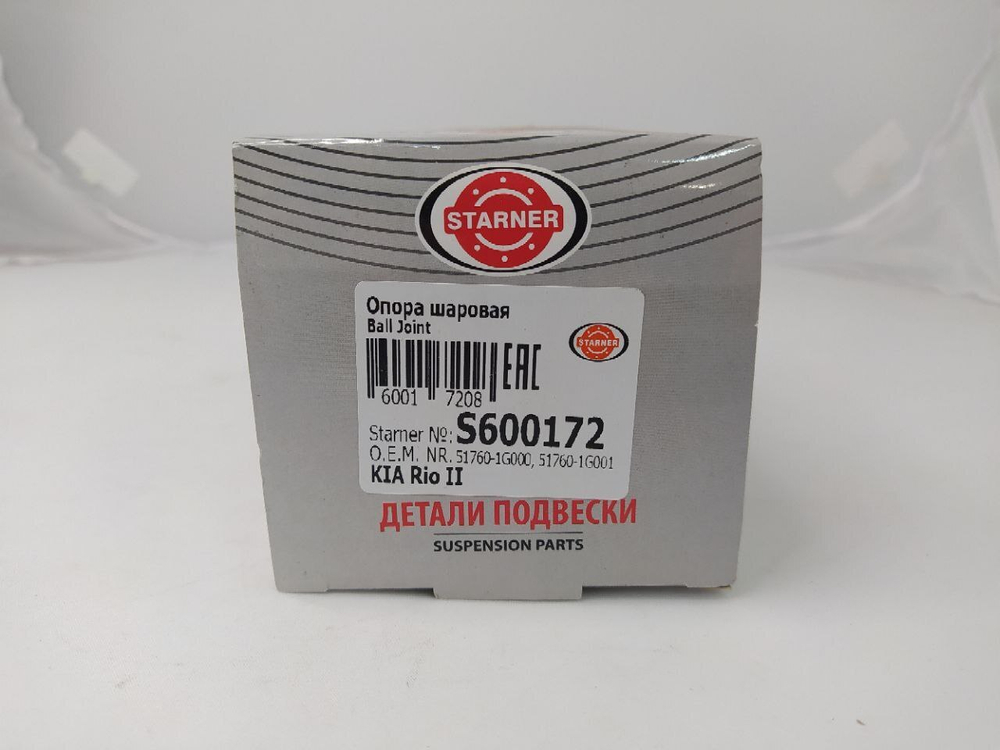 STARNER
Опора шаровая
Ball Joint
STARNER
EAC
6001 7208
Starner №: S600172
O.E.M. NR. 51760-1G000, 51760-1G001
KIA Rio II
ДЕТАЛИ ПОДВЕСКИ
SUSPENSION PARTS